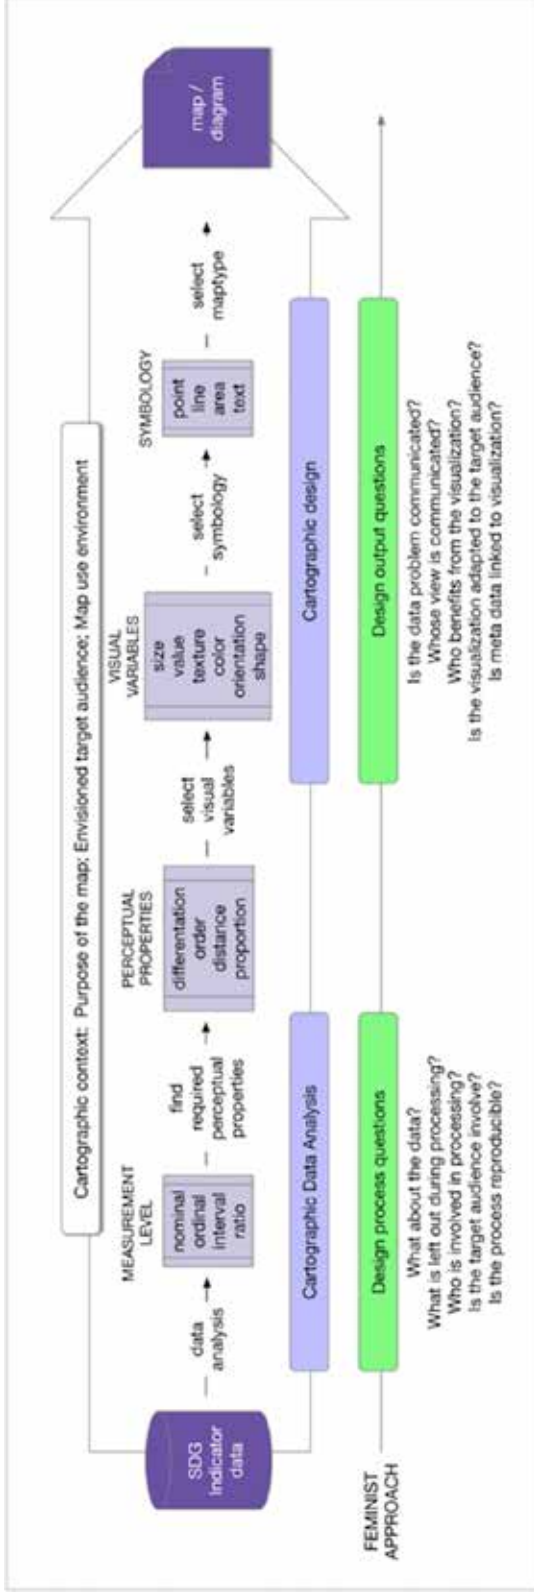 Cartographic context:  Purpose of the map; Envisioned target audience; Map use environment
SDG
Indicator
data
data
analysis
MEASUREMENT
LEVEL
nominal
ordinal
interval
ratio
find
required
perceptual
properties
PERCEPTUAL
PROPERTIES
differentation
order
distance
proportion
select
visual
variables
VISUAL
VARIABLES
size
value
texture
color
orientation
shape
select
symbology
SYMBOLOGY
point
line
area
text
select
maptype
map /
diagram
Cartographic Data Analysis
Cartographic design
FEMINIST
APPROACH
Design process questions
What about the data?
What is left out during processing?
Who is involved in processing?
Is the target audience involve?
Is the process reproducible?
Design output questions
Is the data problem communicated?
Whose view is communicated?
Who benefits from the visualization?
Is the visualization adapted to the target audience?
Is meta data linked to visualization?